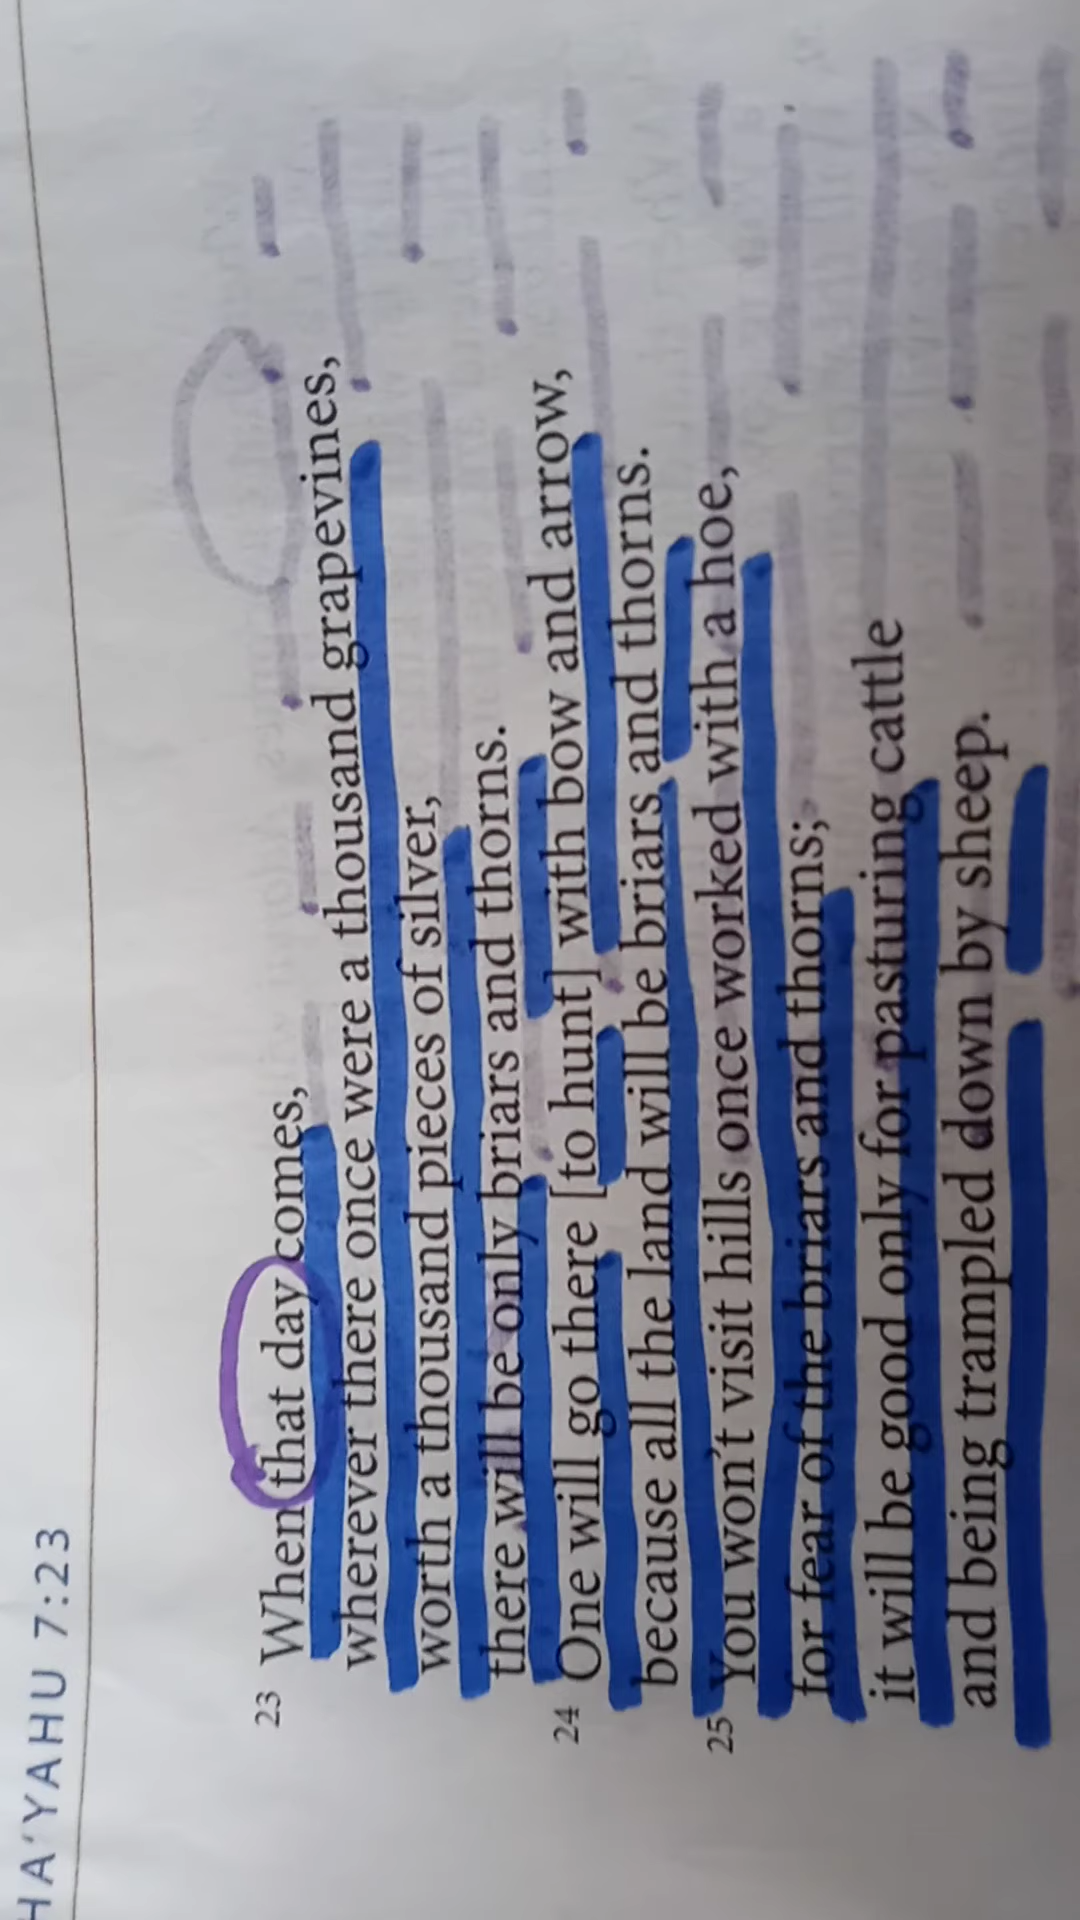 HA'YAHU 7:23
23 When that day comes,
wherever there once were a thousand grapevines,
worth a thousand pieces of silver,
there will be only briars and thorns.
24 One will go there [to hunt] with bow and arrow,
because all the land will be briars and thorns.
25 You won't visit hills once worked with a hoe,
for fear of the briars and thorns;
it will be good only for pasturing cattle
and being trampled down by sheep.